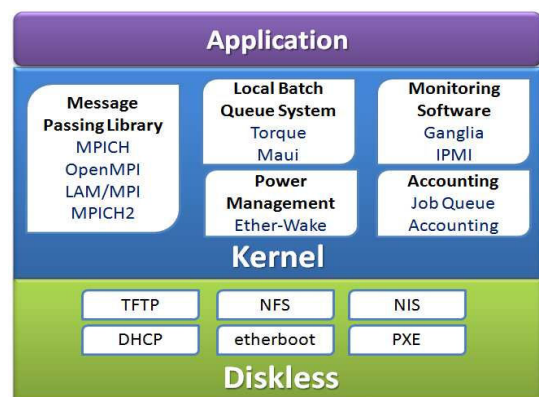 Application
Message
Passing Library
MPICH
OpenMPI
LAM/MPI
MPICH2
Local Batch
Queue System
Torque
Maui
Monitoring
Software
Ganglia
IPMI
Power
Management
Ether-Wake
Accounting
Job Queue
Accounting
Kernel
TFTP
NFS
NIS
DHCP
etherboot
PXE
Diskless